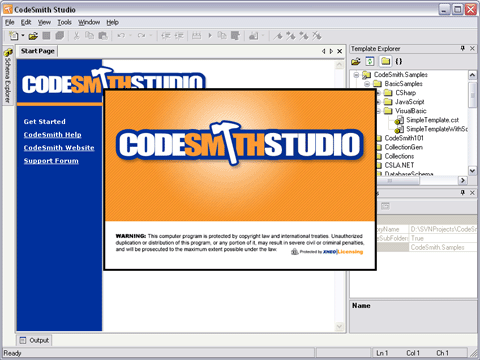 CodeSmith Studio
File Edit View Tools Window Help
Start Page
Template Explorer
Schema Explorer
CODESMITHSTUDIO
Get Started
CodeSmith Help
CodeSmith Website
Support Forum
CodeSmith.Samples
BasicSamples
CSharp
JavaScript
VisualBasic
SimpleTemplate.cst
SimpleTemplateWithSc
CodeSmith101
CollectionGen
Collections
CSLA.NET
DatabaseSchema
CODESMITHSTUDIO
WARNING: This computer program is protected by copyright law and international treaties. Unauthorized
duplication or distribution of this program, or any portion of it, may result in severe civil or criminal penalties,
and will be prosecuted to the maximum extent possible under the law.
Protected by XHEO|Licensing
D:\SVNProjects\CodeS
True
CodeSmith.Samples
Name
Output
Ready
Ln 1 Col 1 Ch 1